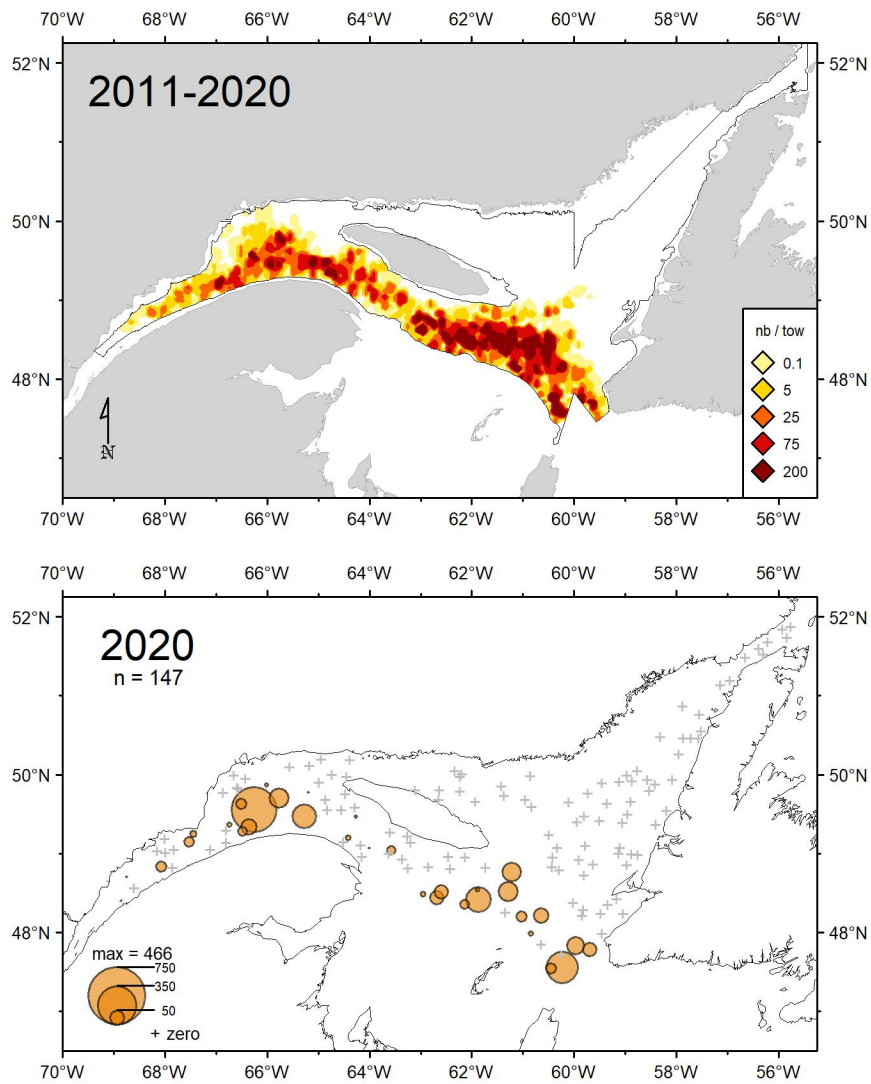 70°W 68°W 66°W 64°W 62°W 60°W 58°W 56°W
52°N 52°N
2011-2020
50°N 50°N
nb / tow
0.1
5
48°N 48°N
25
75
N
200
70°W 68°W 66°W 64°W 62°W 60°W 58°W 56°W
70°W 68°W 66°W 64°W 62°W 60°W 58°W 56°W
52°N 52°N
2020
n = 147
50°N 50°N
48°N 48°N
max = 466
750
350
50
+ zero
70°W 68°W 66°W 64°W 62°W 60°W 58°W 56°W